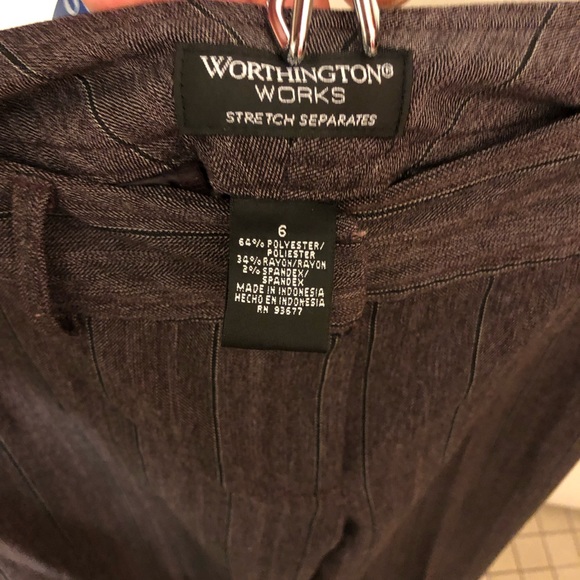 WORTHINGTON®
WORKS
STRETCH SEPARATES
6
64% POLYESTER/
POLIESTER
34% RAYON/RAYON
2% SPANDEX/
SPANDEX
MADE IN INDONESIA
HECHO EN INDONESIA
RN 93677